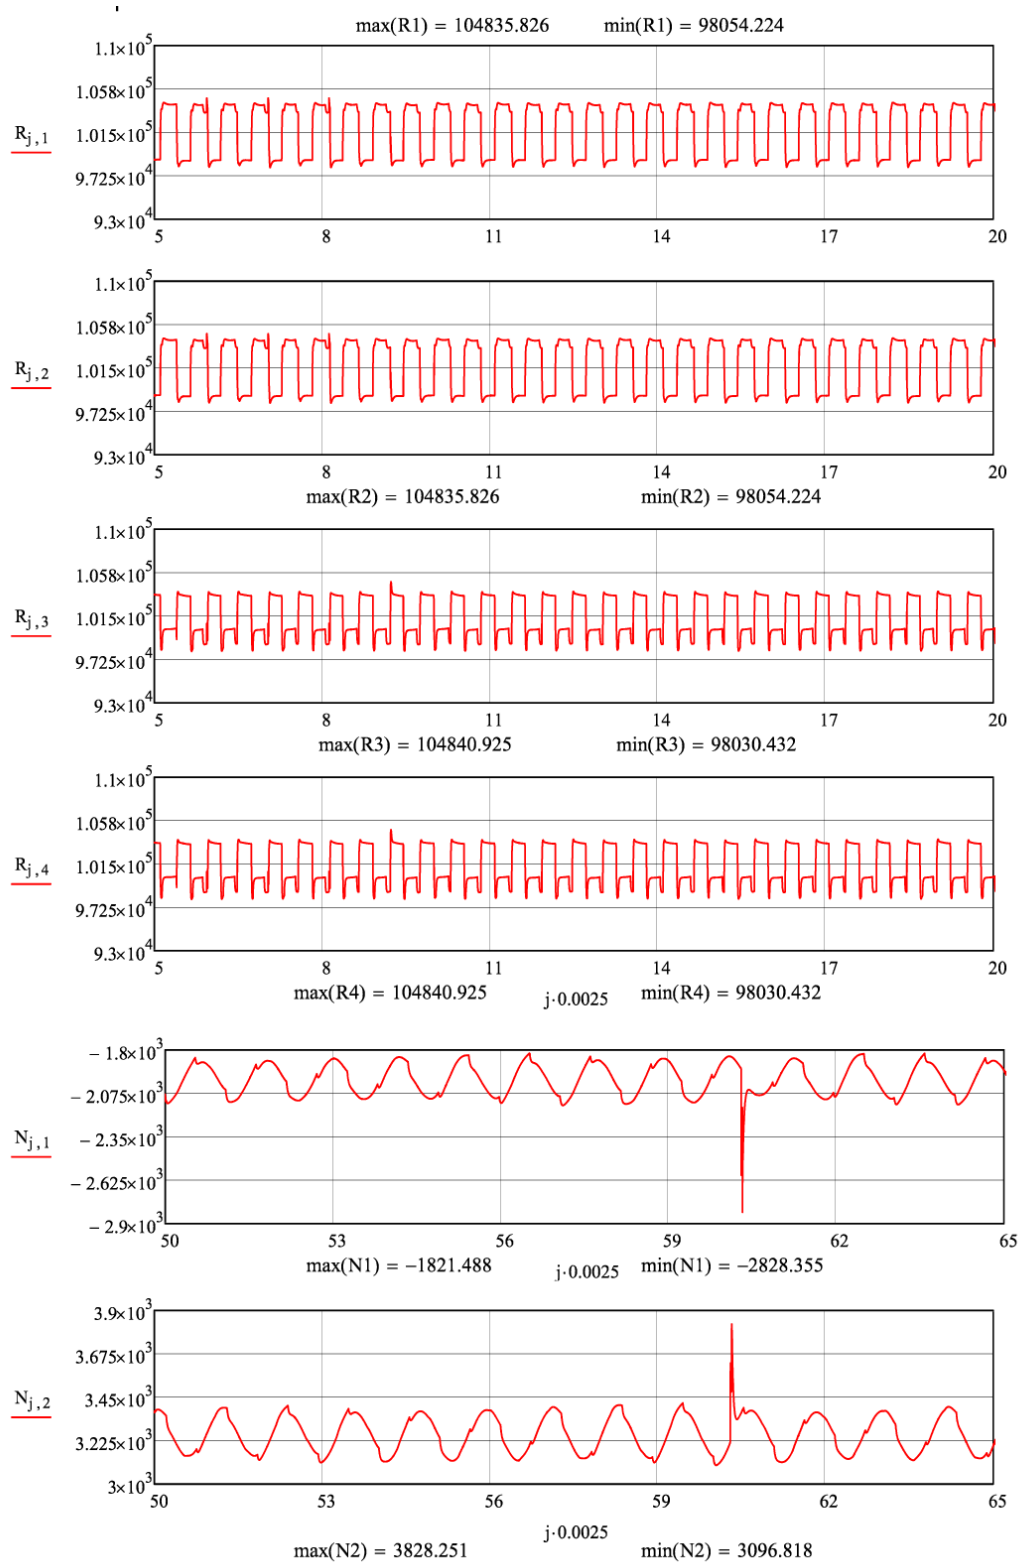 max(R1) = 104835.826 min(R1) = 98054.224
1.1×10^5
1.058×10^5
R_j,1
1.015×10^5
9.725×10^4
9.3×10^4
5 8 11 14 17 20
1.1×10^5
1.058×10^5
R_j,2
1.015×10^5
9.725×10^4
9.3×10^4
5 8 11 14 17 20
max(R2) = 104835.826 min(R2) = 98054.224
1.1×10^5
1.058×10^5
R_j,3
1.015×10^5
9.725×10^4
9.3×10^4
5 8 11 14 17 20
max(R3) = 104840.925 min(R3) = 98030.432
1.1×10^5
1.058×10^5
R_j,4
1.015×10^5
9.725×10^4
9.3×10^4
5 8 11 14 17 20
max(R4) = 104840.925 j·0.0025 min(R4) = 98030.432
− 1.8×10^3
− 2.075×10^3
N_j,1
− 2.35×10^3
− 2.625×10^3
− 2.9×10^3
50 53 56 59 62 65
max(N1) = −1821.488 j·0.0025 min(N1) = −2828.355
3.9×10^3
3.675×10^3
N_j,2
3.45×10^3
3.225×10^3
3×10^3
50 53 56 59 62 65
j·0.0025
max(N2) = 3828.251 min(N2) = 3096.818